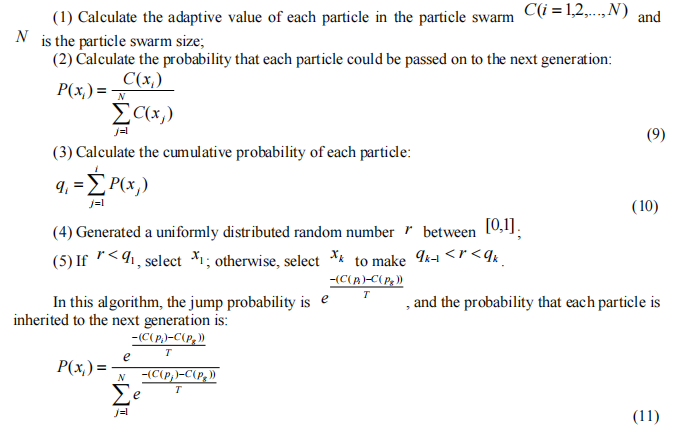 (1) Calculate the adaptive value of each particle in the particle swarm C(i = 1,2,...,N) and
N is the particle swarm size;
(2) Calculate the probability that each particle could be passed on to the next generation:
P(x_i) = \frac{C(x_i)}{\sum_{j=1}^{N} C(x_j)}
(9)
(3) Calculate the cumulative probability of each particle:
q_i = \sum_{j=1}^{i} P(x_j)
(10)
(4) Generated a uniformly distributed random number r between [0,1];
(5) If r < q_1, select x_1; otherwise, select x_k to make q_{k-1} < r < q_k.
In this algorithm, the jump probability is e^{\frac{-(C(p_i)-C(p_g))}{T}}, and the probability that each particle is
inherited to the next generation is:
P(x_i) = \frac{e^{\frac{-(C(p_i)-C(p_g))}{T}}}{\sum_{j=1}^{N} e^{\frac{-(C(p_j)-C(p_g))}{T}}}
(11)